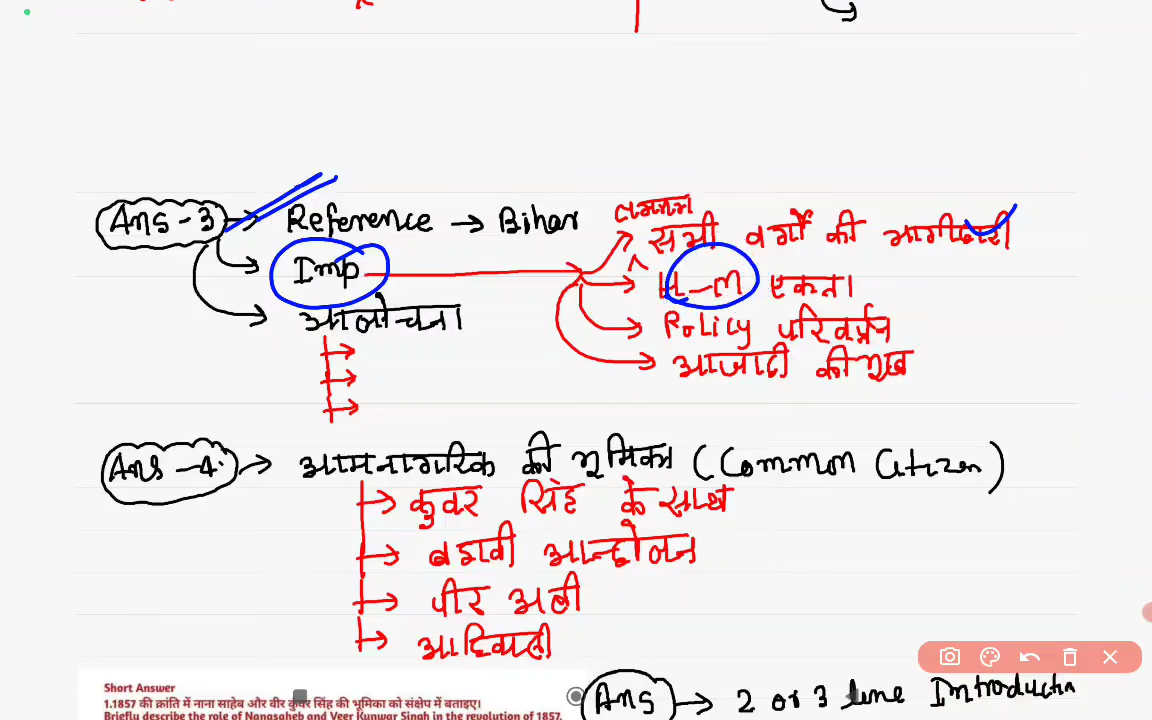 Ans-3 → Reference → Bihar
लगभग
सभी वर्गों की भागीदारी
Imp
H-M एकता
आलोचना
Policy परिवर्तन
आजादी की भूख
Ans-4 → आमनागरिक की भूमिका (Common Citizen)
कुवर सिंह के साथ
वहावी आन्दोलन
पीर अली
आदिवासी
Short Answer
1.1857 की क्रांति में नाना साहेब और वीर कुंवर सिंह की भूमिका को संक्षेप में बताइए।
Briefly describe the role of Nanasaheb and Veer Kunwar Singh in the revolution of 1857.
Ans → 2 or 3 line Introductn